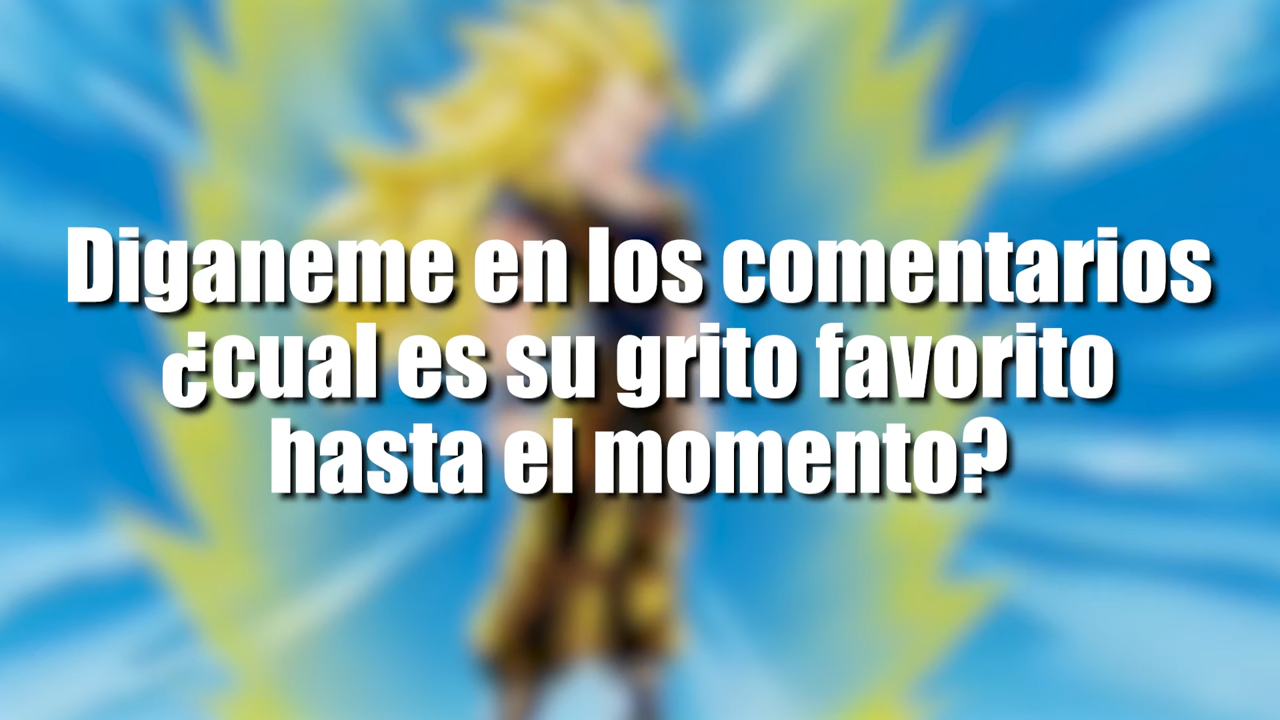 Diganeme en los comentarios
¿cual es su grito favorito
hasta el momento?